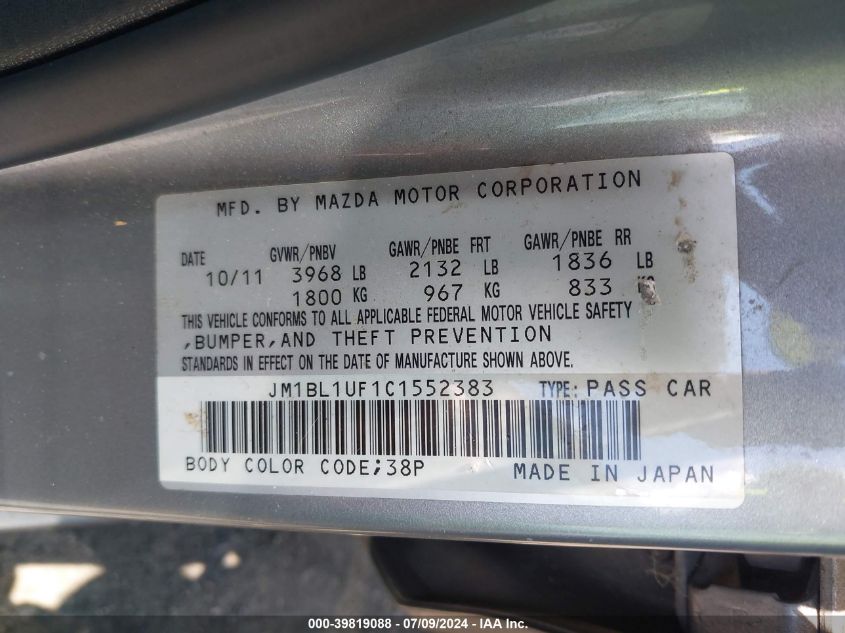 MFD. BY MAZDA MOTOR CORPORATION
DATE GVWR/PNBV GAWR/PNBE FRT GAWR/PNBE RR
10/11 3968 LB 2132 LB 1836 LB
1800 KG 967 KG 833
THIS VEHICLE CONFORMS TO ALL APPLICABLE FEDERAL MOTOR VEHICLE SAFETY
,BUMPER,AND THEFT PREVENTION
STANDARDS IN EFFECT ON THE DATE OF MANUFACTURE SHOWN ABOVE.
JM1BL1UF1C1552383 TYPE: PASS CAR
BODY COLOR CODE;38P MADE IN JAPAN
000-39819088 - 07/09/2024 - IAA Inc.